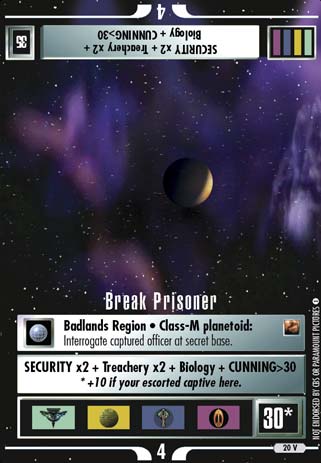 4
35
SECURITY x2 + Treachery x2 +
Biology + CUNNING>30
Break Prisoner
Badlands Region • Class-M planetoid:
Interrogate captured officer at secret base.
SECURITY x2 + Treachery x2 + Biology + CUNNING>30
* +10 if your escorted captive here.
30*
4
20 V
NOT ENDORSED BY CBS OR PARAMOUNT PICTURES